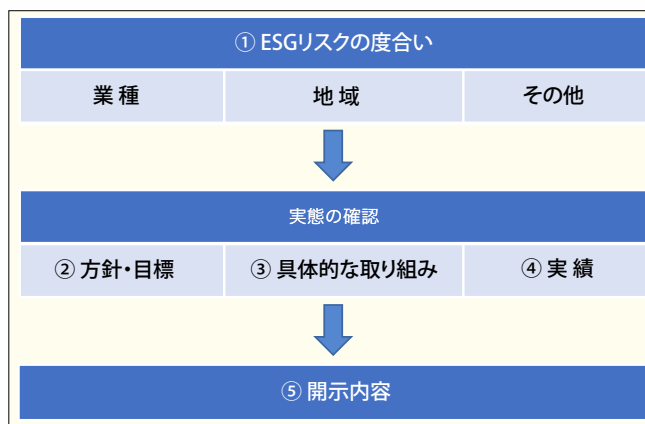 ① ESGリスクの度合い
業 種 地 域 その他
実態の確認
② 方針・目標 ③ 具体的な取り組み ④ 実 績
⑤ 開示内容